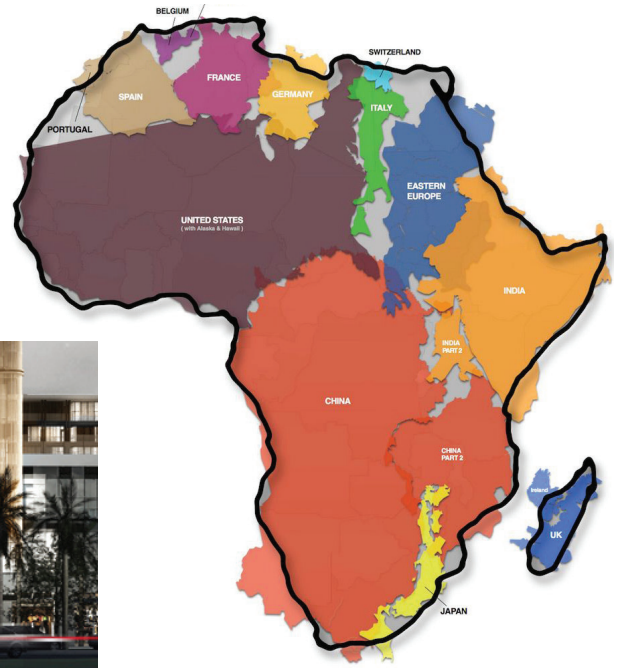 BELGIUM
SWITZERLAND
FRANCE
SPAIN
GERMANY
ITALY
PORTUGAL
EASTERN
EUROPE
UNITED STATES
( with Alaska & Hawaii )
INDIA
INDIA
PART 2
CHINA
CHINA
PART 2
Ireland
UK
JAPAN